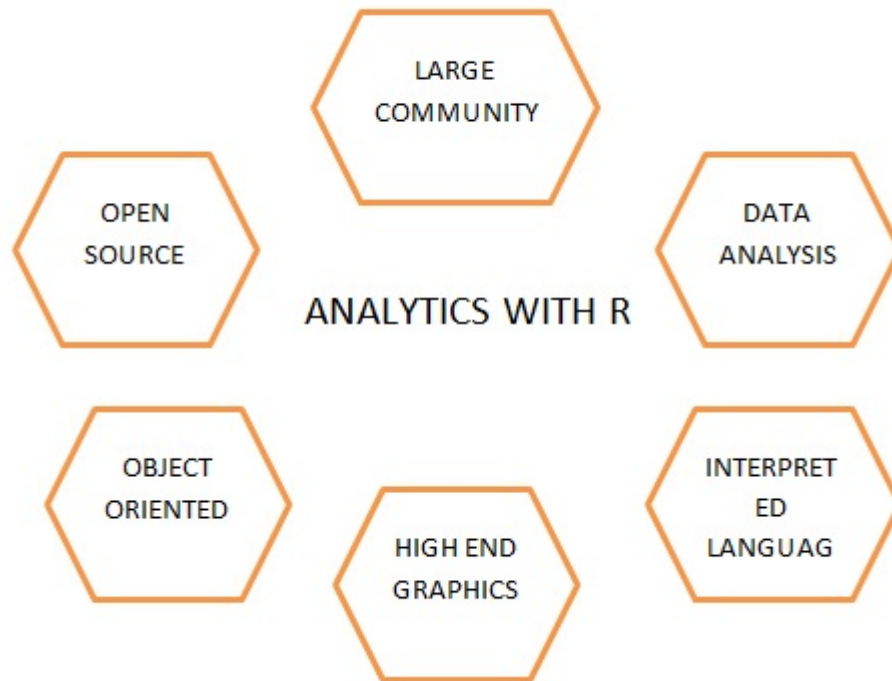 LARGE
COMMUNITY
OPEN
SOURCE
DATA
ANALYSIS
ANALYTICS WITH R
OBJECT
ORIENTED
INTERPRET
ED
LANGUAG
HIGH END
GRAPHICS